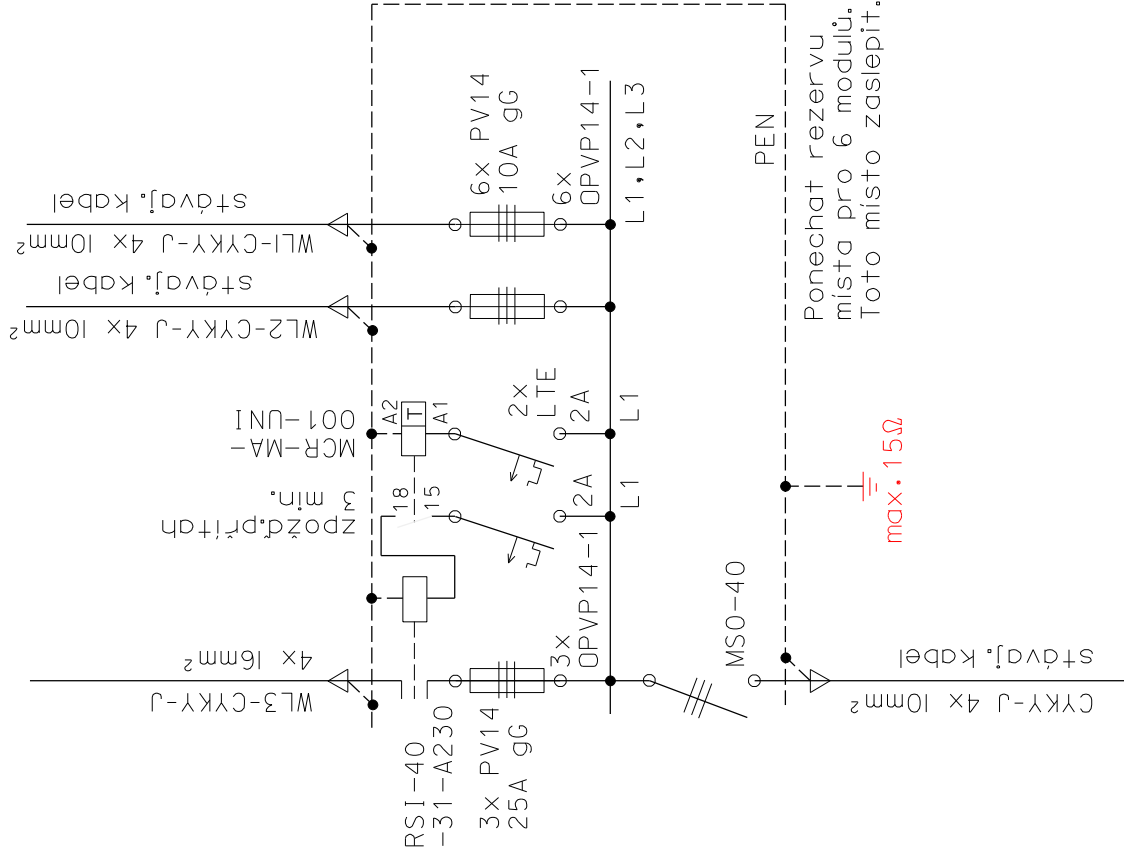 stávaj.kabel
WL1-CYKY-J 4x 10mm²
stávaj.kabel
WL2-CYKY-J 4x 10mm²
6x PV14
10A gG
6x
OPVP14-1
L1,L2,L3
PEN
Ponechat rezervu
místa pro 6 modulů.
Toto místo zaslepit.
MCR-MA-
001-UNI
A2
T
A1
2x
LTE
2A
L1
zpožd.přítah
3 min.
18
15
2A
L1
max.15Ω
4x 16mm²
WL3-CYKY-J
RSI-40
-31-A230
3x PV14
25A gG
3x
OPVP14-1
MSO-40
stávaj.kabel
CYKY-J 4x 10mm²